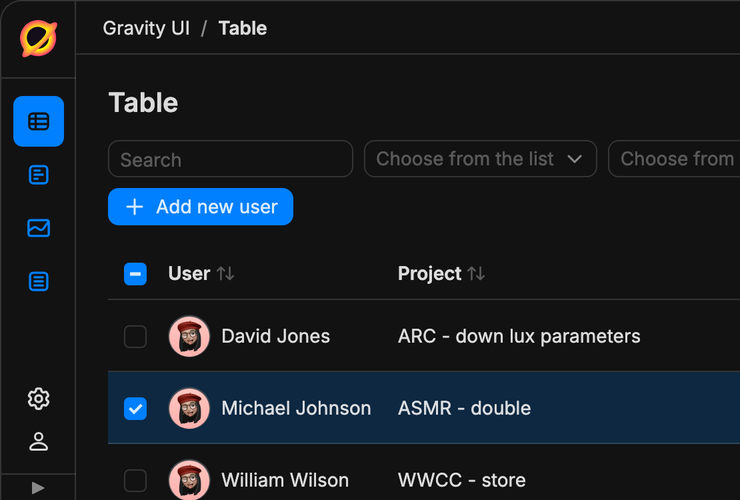 Gravity UI / Table
Table
Search
Choose from the list
Choose from
Add new user
User
Project
David Jones
ARC - down lux parameters
Michael Johnson
ASMR - double
William Wilson
WWCC - store